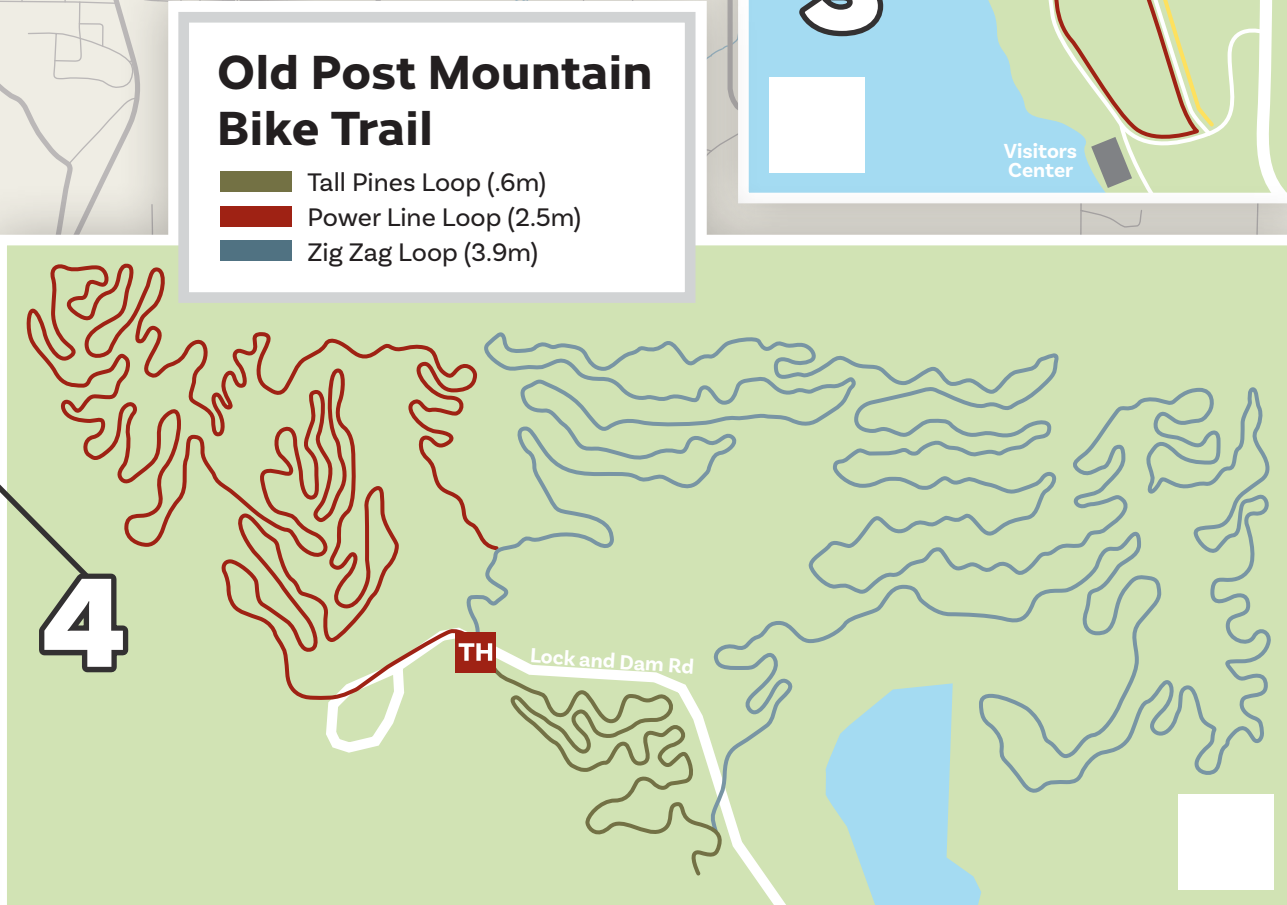 3
Old Post Mountain
Bike Trail
Tall Pines Loop (.6m)
Power Line Loop (2.5m)
Zig Zag Loop (3.9m)
Visitors
Center
4
TH
Lock and Dam Rd